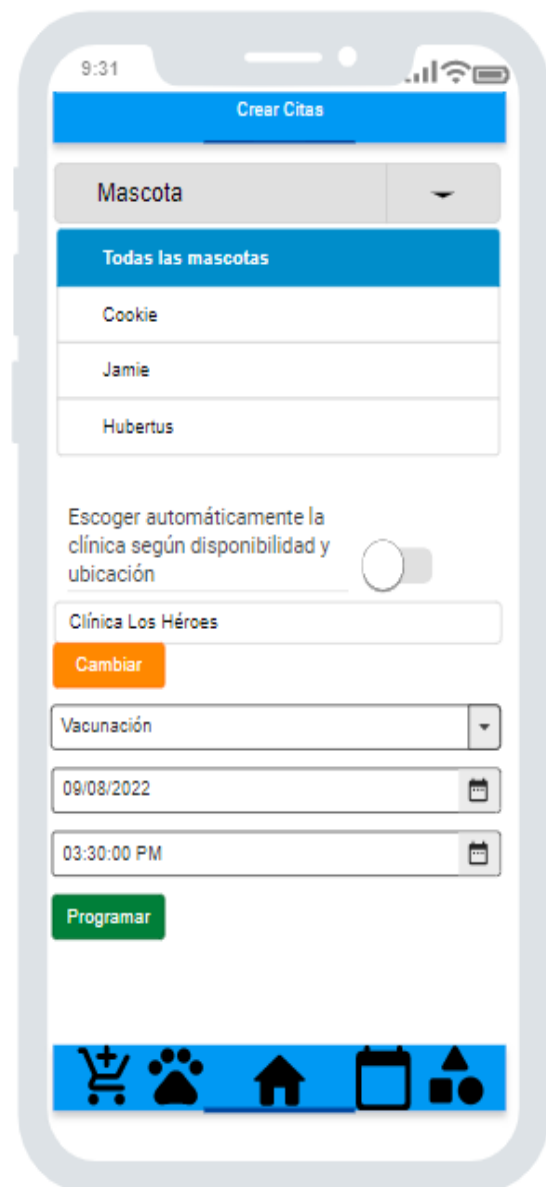 9:31
Crear Citas
Mascota
Todas las mascotas
Cookie
Jamie
Hubertus
Escoger automáticamente la
clínica según disponibilidad y
ubicación
Clínica Los Héroes
Cambiar
Vacunación
09/08/2022
03:30:00 PM
Programar